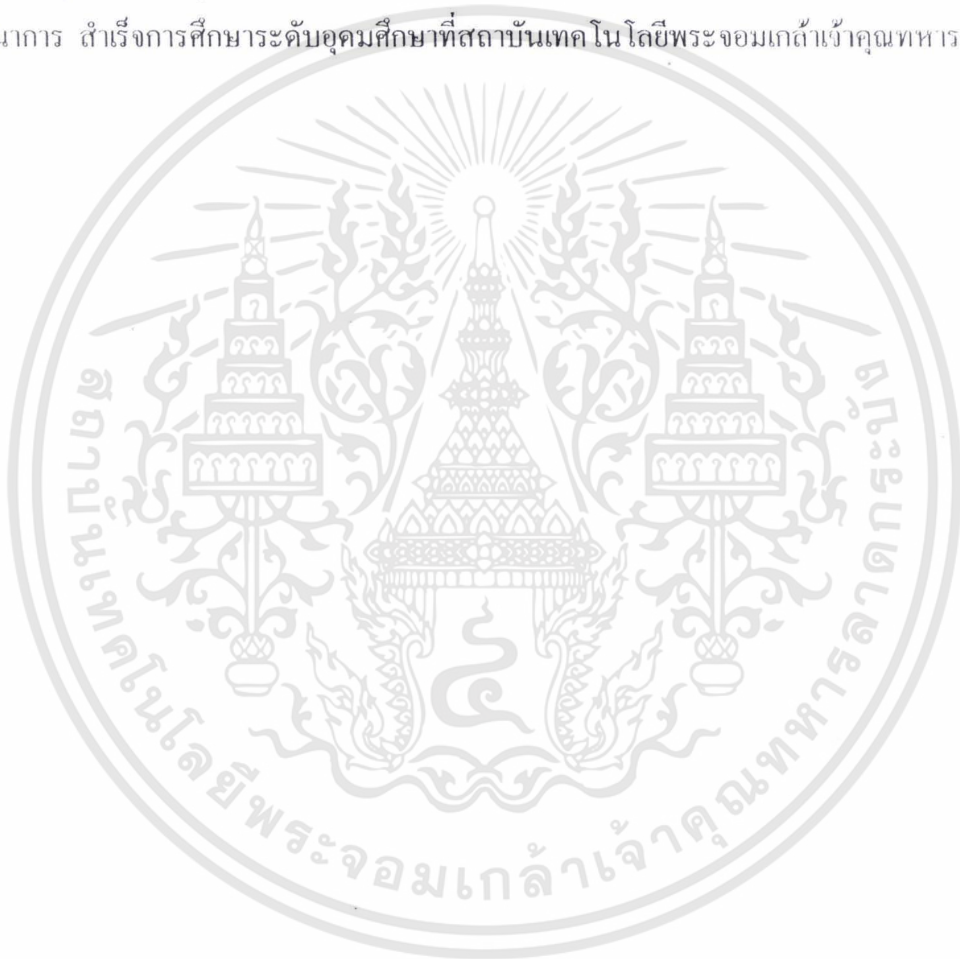 นาการ สำเร็จการศึกษาระดับอุดมศึกษาที่สถาบันเทคโนโลยีพระจอมเกล้าเจ้าคุณทหาร
สถาบันเทคโนโลยีพระจอมเกล้าเจ้าคุณทหารลาดกระบัง